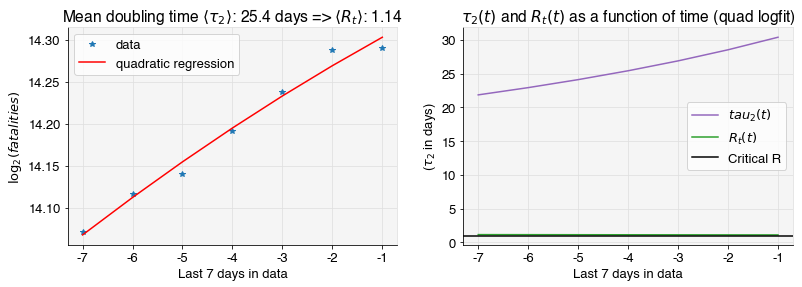 Mean doubling time ⟨τ₂⟩: 25.4 days => ⟨Rₜ⟩: 1.14
14.30
14.25
14.20
14.15
14.10
log₂(fatalities)
data
quadratic regression
-7 -6 -5 -4 -3 -2 -1
Last 7 days in data
τ₂(t) and Rₜ(t) as a function of time (quad logfit)
30
25
20
15
10
5
0
(τ₂ in days)
tau₂(t)
Rₜ(t)
Critical R
-7 -6 -5 -4 -3 -2 -1
Last 7 days in data